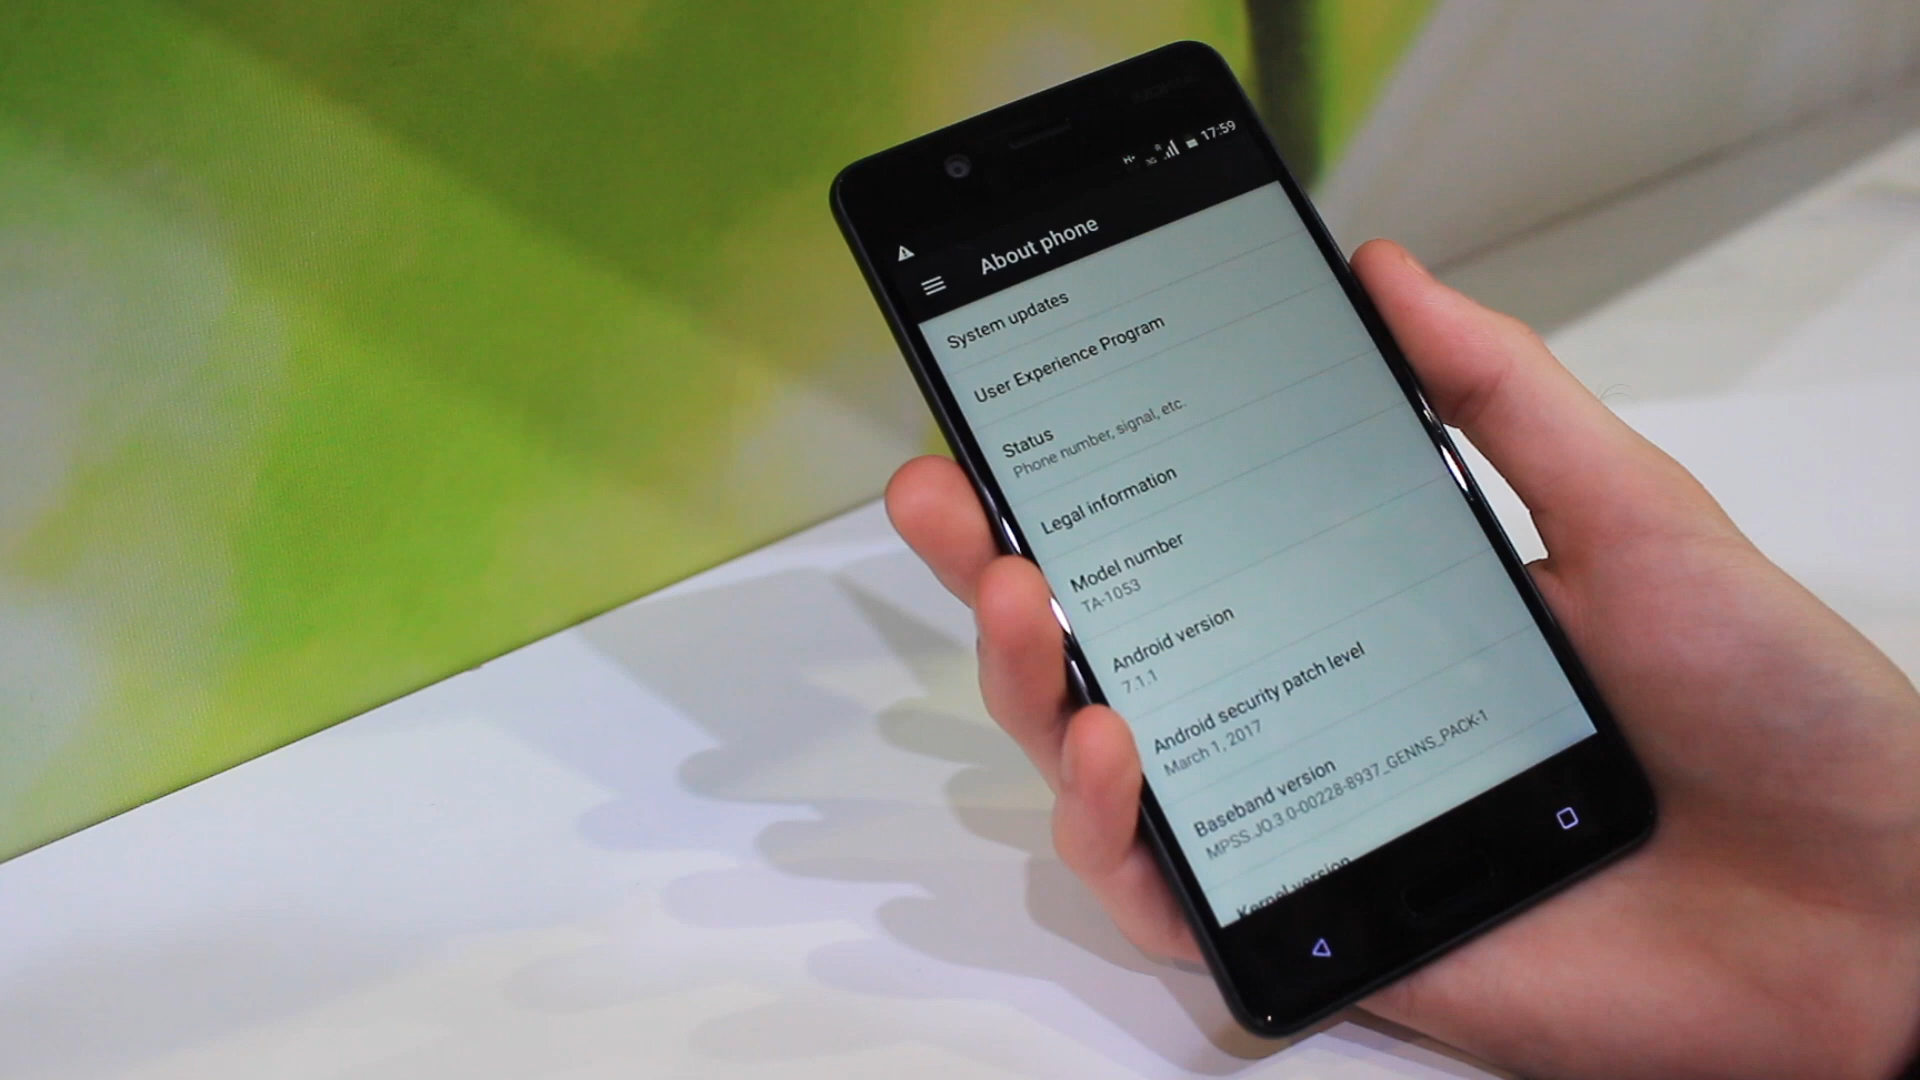 H+ 3G R 17:59
About phone
System updates
User Experience Program
Status
Phone number, signal, etc.
Legal information
Model number
TA-1053
Android version
7.1.1
Android security patch level
March 1, 2017
Baseband version
MPSS.JO.3.0-00228-8937_GENNS_PACK-1
Kernel version